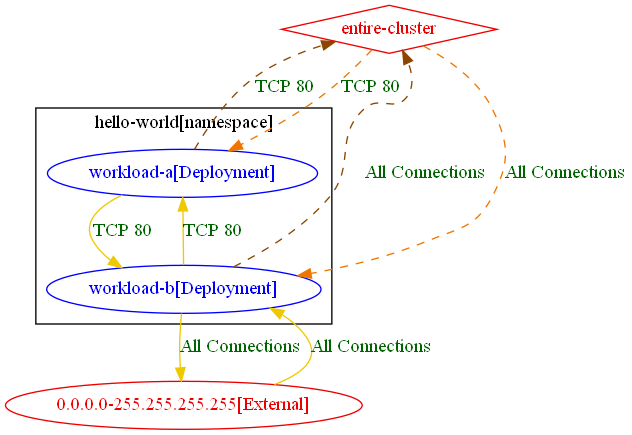 entire-cluster
TCP 80
TCP 80
hello-world[namespace]
workload-a[Deployment]
All Connections
All Connections
TCP 80
TCP 80
workload-b[Deployment]
All Connections
All Connections
0.0.0.0-255.255.255.255[External]